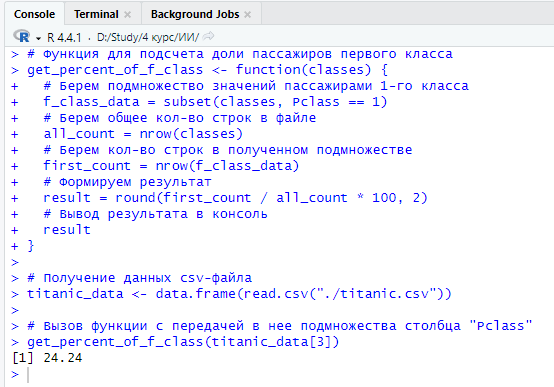 Console Terminal × Background Jobs ×
R R 4.4.1 · D:/Study/4 курс/ИИ/
> # Функция для подсчета доли пассажиров первого класса
> get_percent_of_f_class <- function(classes) {
+   # Берем подмножество значений пассажирами 1-го класса
+   f_class_data = subset(classes, Pclass == 1)
+   # Берем общее кол-во строк в файле
+   all_count = nrow(classes)
+   # Берем кол-во строк в полученном подмножестве
+   first_count = nrow(f_class_data)
+   # Формируем результат
+   result = round(first_count / all_count * 100, 2)
+   # Вывод результата в консоль
+   result
+ }
>
> # Получение данных csv-файла
> titanic_data <- data.frame(read.csv("./titanic.csv"))
>
> # Вызов функции с передачей в нее подмножества столбца "Pclass"
> get_percent_of_f_class(titanic_data[3])
[1] 24.24
>